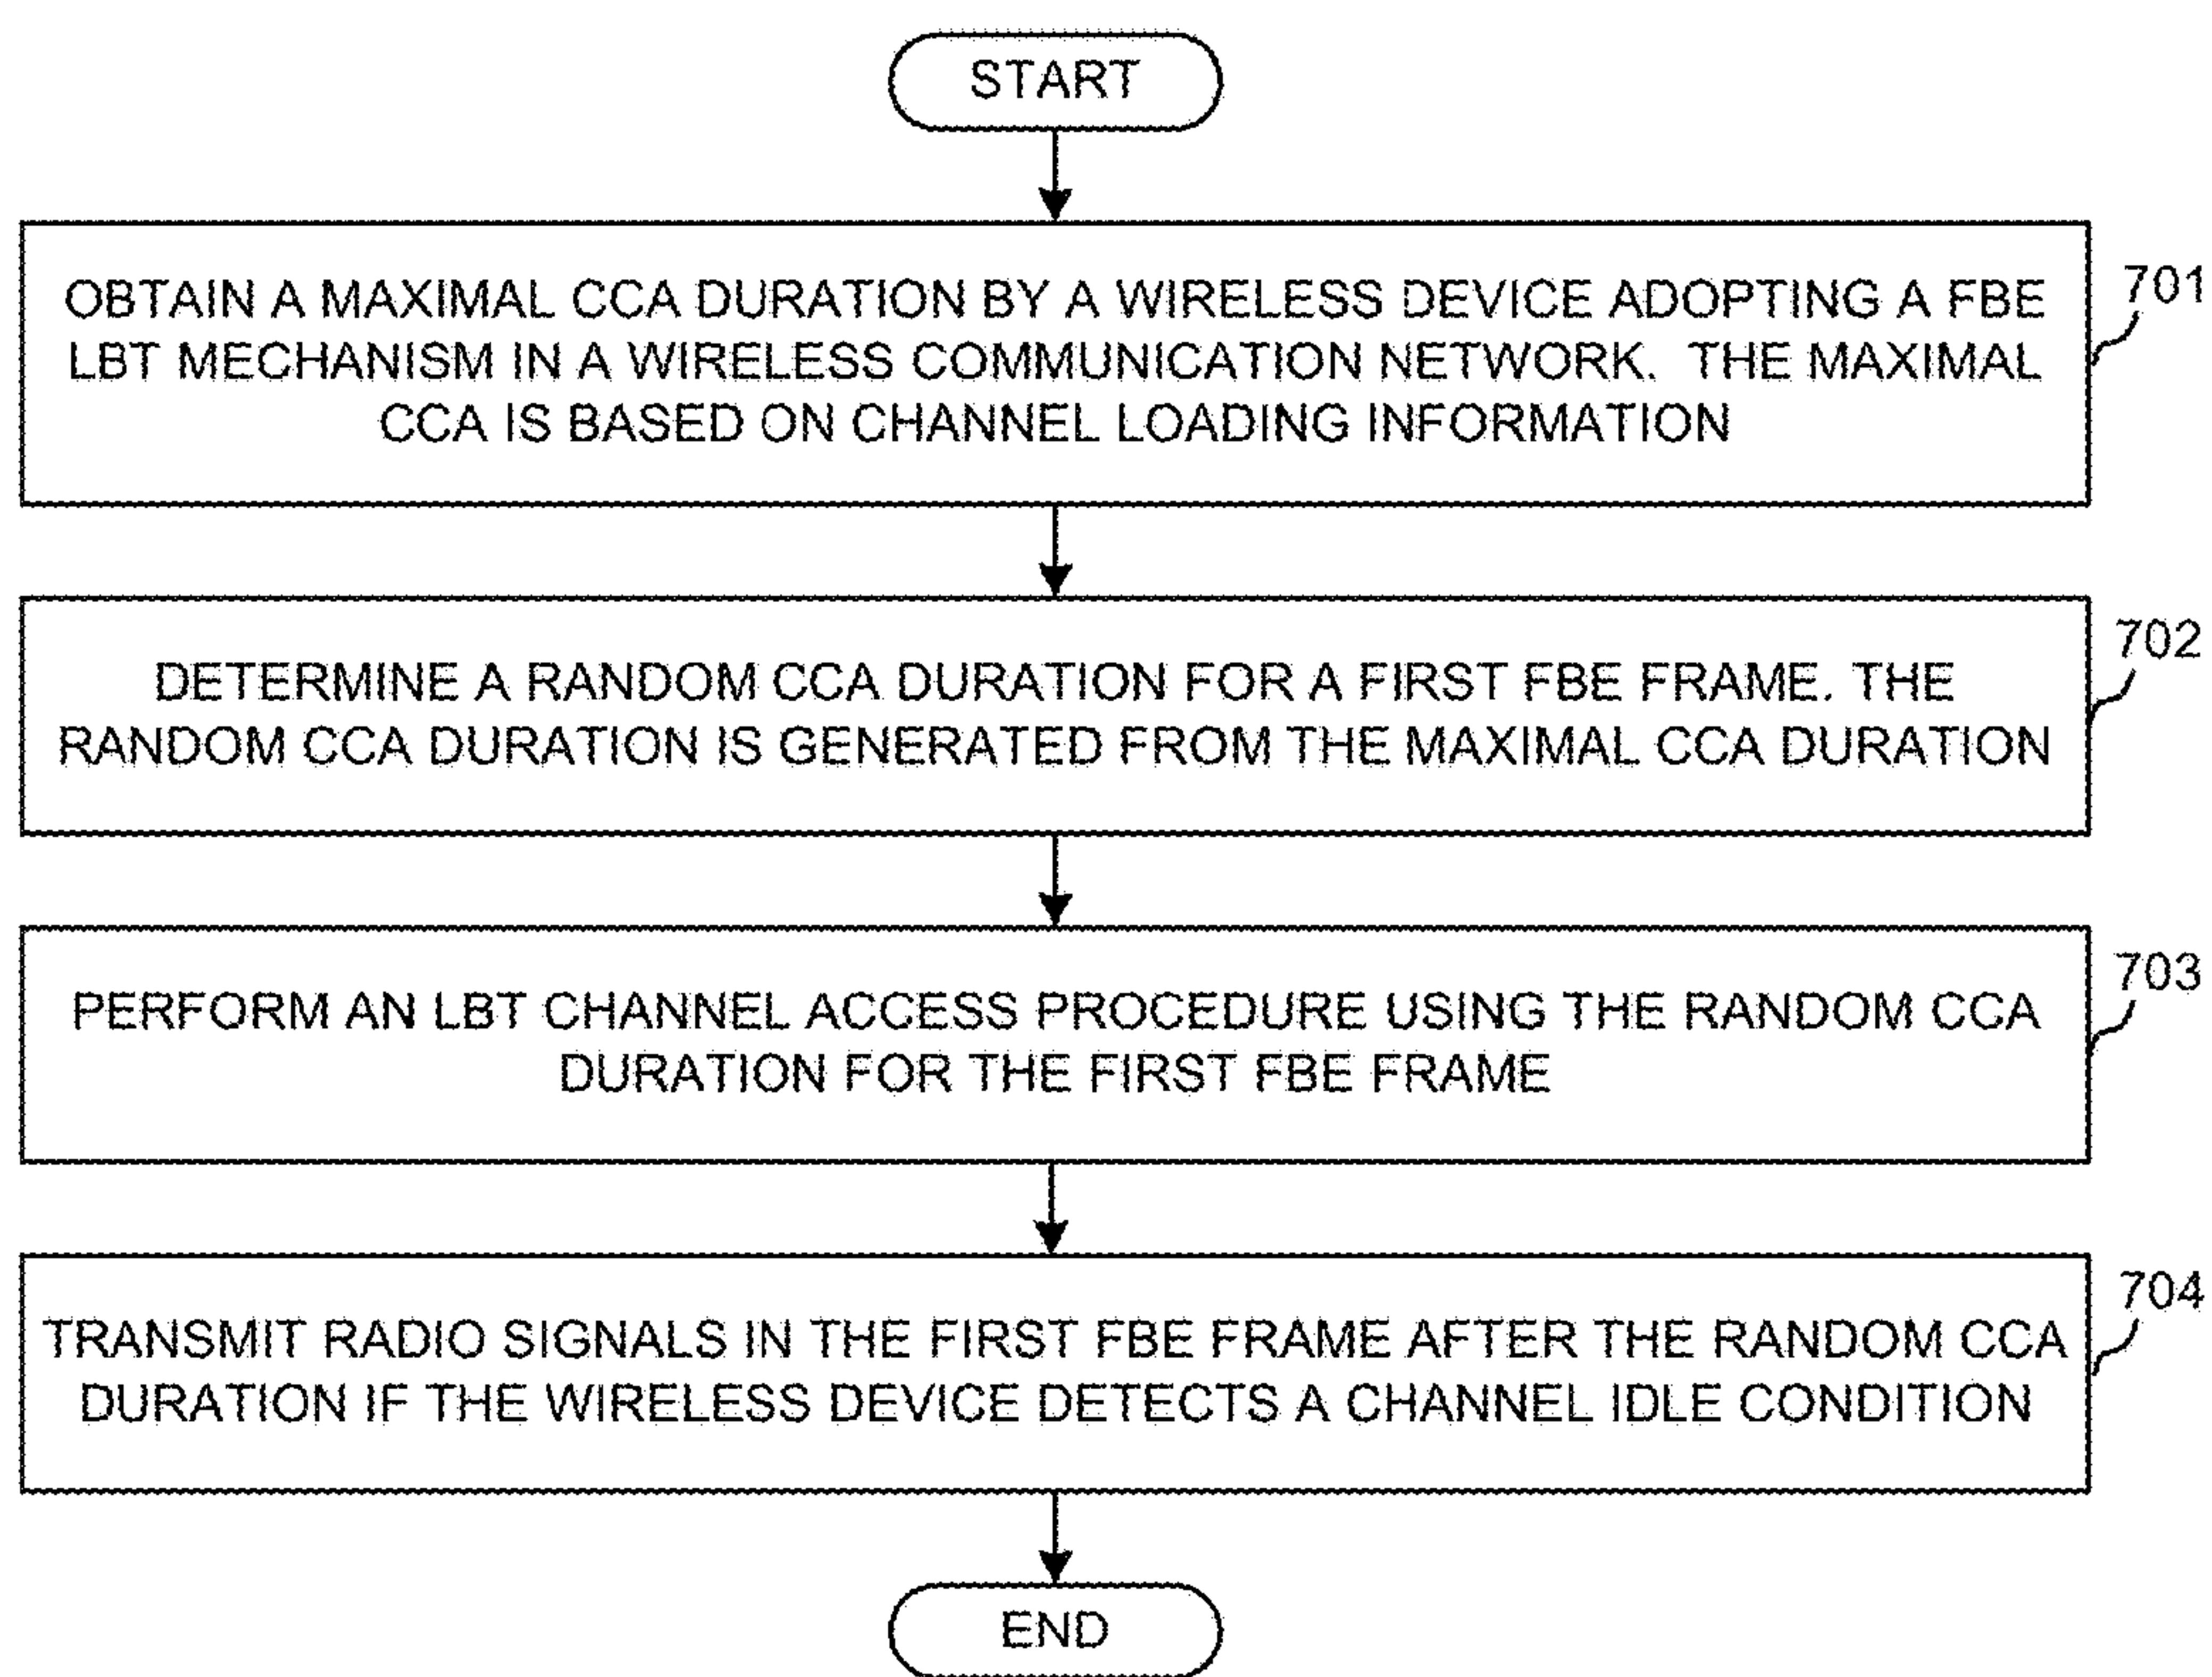 START
OBTAIN A MAXIMAL CCA DURATION BY A WIRELESS DEVICE ADOPTING A FBE
LBT MECHANISM IN A WIRELESS COMMUNICATION NETWORK. THE MAXIMAL
CCA IS BASED ON CHANNEL LOADING INFORMATION
701
DETERMINE A RANDOM CCA DURATION FOR A FIRST FBE FRAME. THE
RANDOM CCA DURATION IS GENERATED FROM THE MAXIMAL CCA DURATION
702
PERFORM AN LBT CHANNEL ACCESS PROCEDURE USING THE RANDOM CCA
DURATION FOR THE FIRST FBE FRAME
703
TRANSMIT RADIO SIGNALS IN THE FIRST FBE FRAME AFTER THE RANDOM CCA
DURATION IF THE WIRELESS DEVICE DETECTS A CHANNEL IDLE CONDITION
704
END